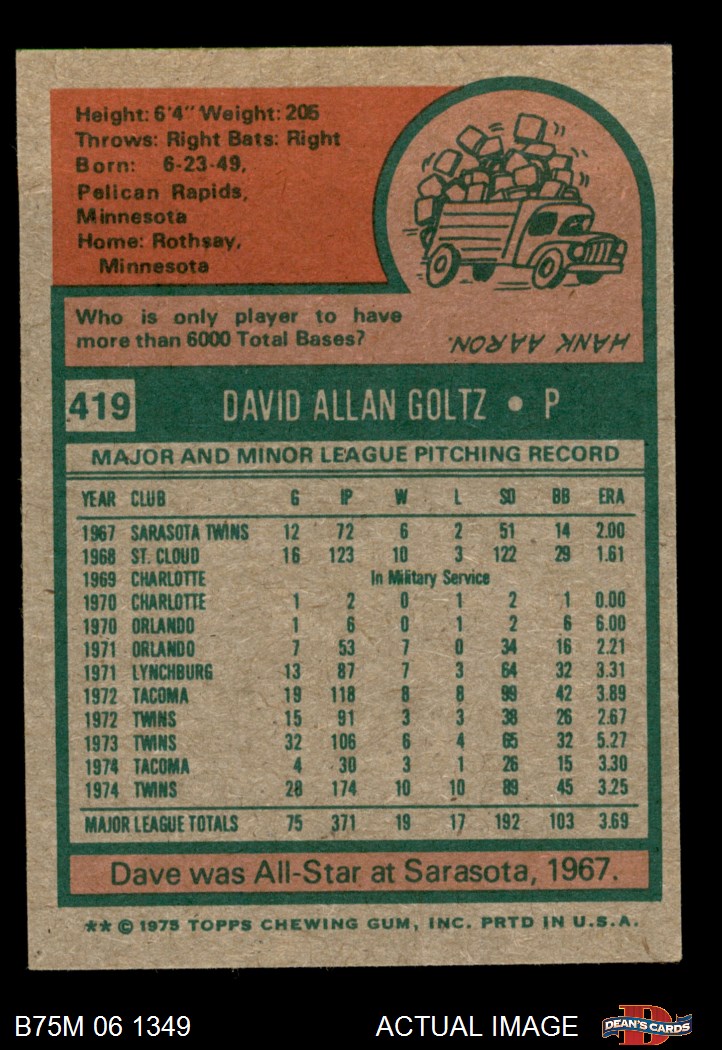 Height: 6'4" Weight: 205
Throws: Right Bats: Right
Born: 6-23-49,
Pelican Rapids,
Minnesota
Home: Rothsay,
Minnesota
Who is only player to have
more than 6000 Total Bases?
HANK AARON.
419 DAVID ALLAN GOLTZ • P
MAJOR AND MINOR LEAGUE PITCHING RECORD
YEAR CLUB G IP W L SO BB ERA
1967 SARASOTA TWINS 12 72 6 2 51 14 2.00
1968 ST. CLOUD 16 123 10 3 122 29 1.61
1969 CHARLOTTE In Military Service
1970 CHARLOTTE 1 2 0 1 2 1 0.00
1970 ORLANDO 1 6 0 1 2 6 6.00
1971 ORLANDO 7 53 7 0 34 16 2.21
1971 LYNCHBURG 13 87 7 3 64 32 3.31
1972 TACOMA 19 118 8 8 99 42 3.89
1972 TWINS 15 91 3 3 38 26 2.67
1973 TWINS 32 106 6 4 65 32 5.27
1974 TACOMA 4 30 3 1 26 15 3.30
1974 TWINS 28 174 10 10 89 45 3.25
MAJOR LEAGUE TOTALS 75 371 19 17 192 103 3.69
Dave was All-Star at Sarasota, 1967.
** © 1975 TOPPS CHEWING GUM, INC. PRTD IN U.S.A.
B75M 06 1349 ACTUAL IMAGE DEAN'S CARDS